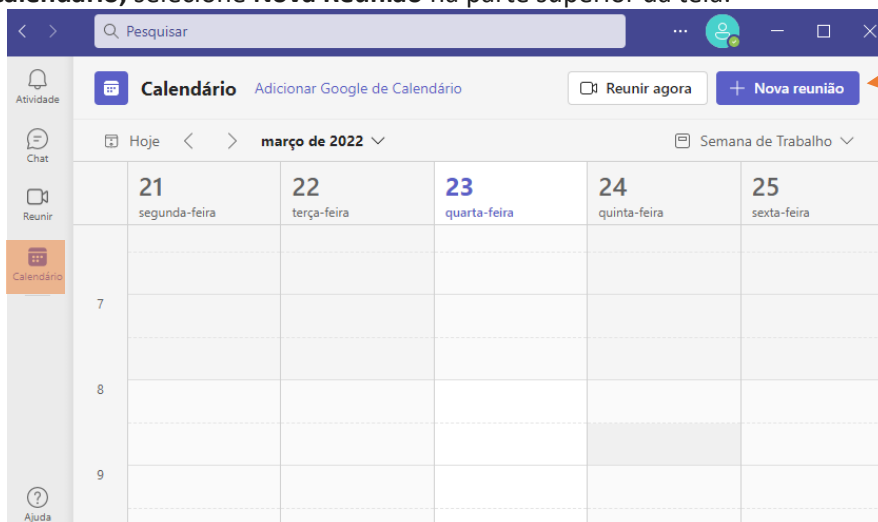 Calendário, selecione Nova Reunião na parte superior da tela.
Pesquisar
Atividade
Calendário Adicionar Google de Calendário Reunir agora + Nova reunião
Chat
Hoje março de 2022 Semana de Trabalho
Reunir
21 22 23 24 25
segunda-feira terça-feira quarta-feira quinta-feira sexta-feira
Calendário
7
8
9
Ajuda